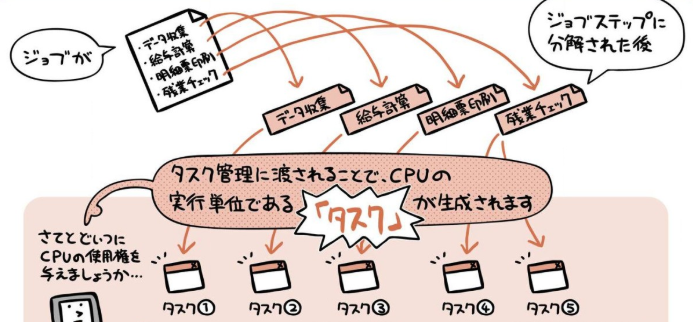 ジョブが
・データ収集
・給与計算
・明細票印刷
・残業チェック
ジョブステップに
分解された後
データ収集
給与計算
明細票印刷
残業チェック
タスク管理に渡されることで、CPUの
実行単位である「タスク」が生成されます
さてとどいつに
CPUの使用権を
与えましょうか…
タスク①
タスク②
タスク③
タスク④
タスク⑤